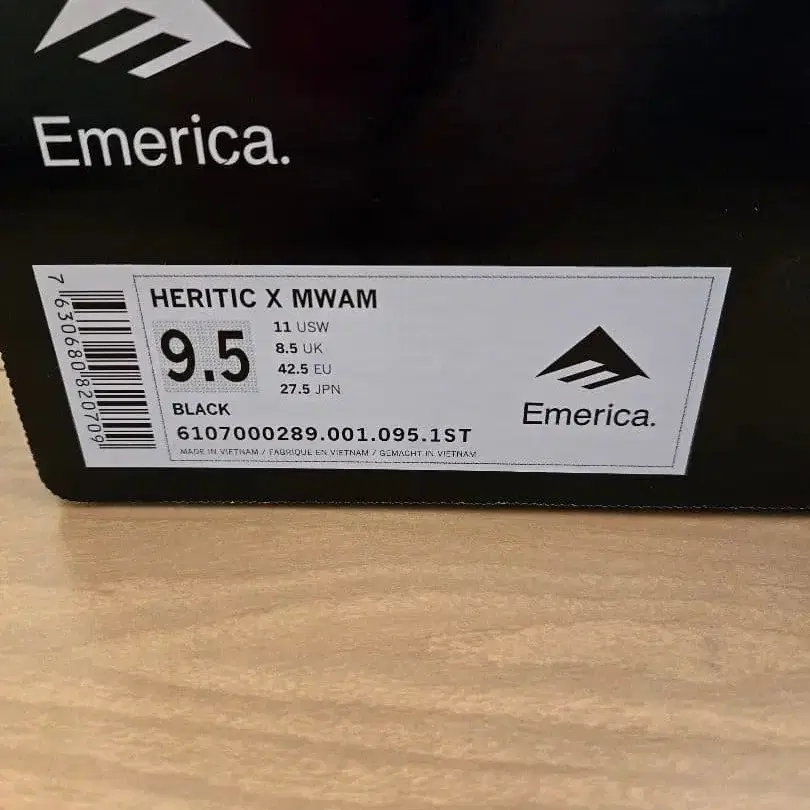 Emerica.
7 630680 820709
HERITIC X MWAM
9.5
11 USW
8.5 UK
42.5 EU
27.5 JPN
BLACK
6107000289.001.095.1ST
MADE IN VIETNAM / FABRIQUE EN VIETNAM / GEMACHT IN VIETNAM
Emerica.